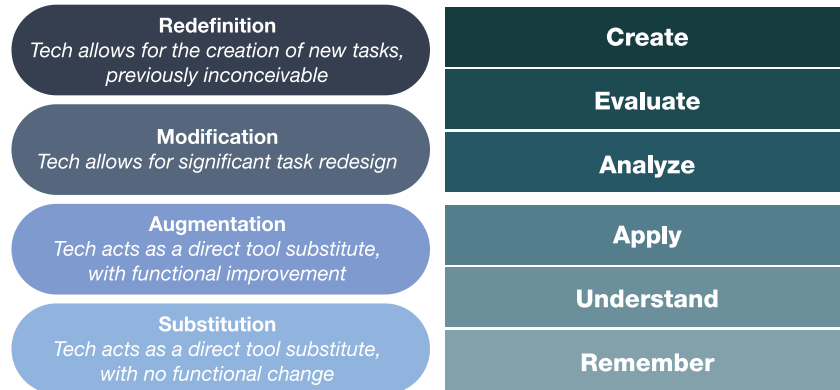 Redefinition
Tech allows for the creation of new tasks,
previously inconceivable
Modification
Tech allows for significant task redesign
Augmentation
Tech acts as a direct tool substitute,
with functional improvement
Substitution
Tech acts as a direct tool substitute,
with no functional change
Create
Evaluate
Analyze
Apply
Understand
Remember